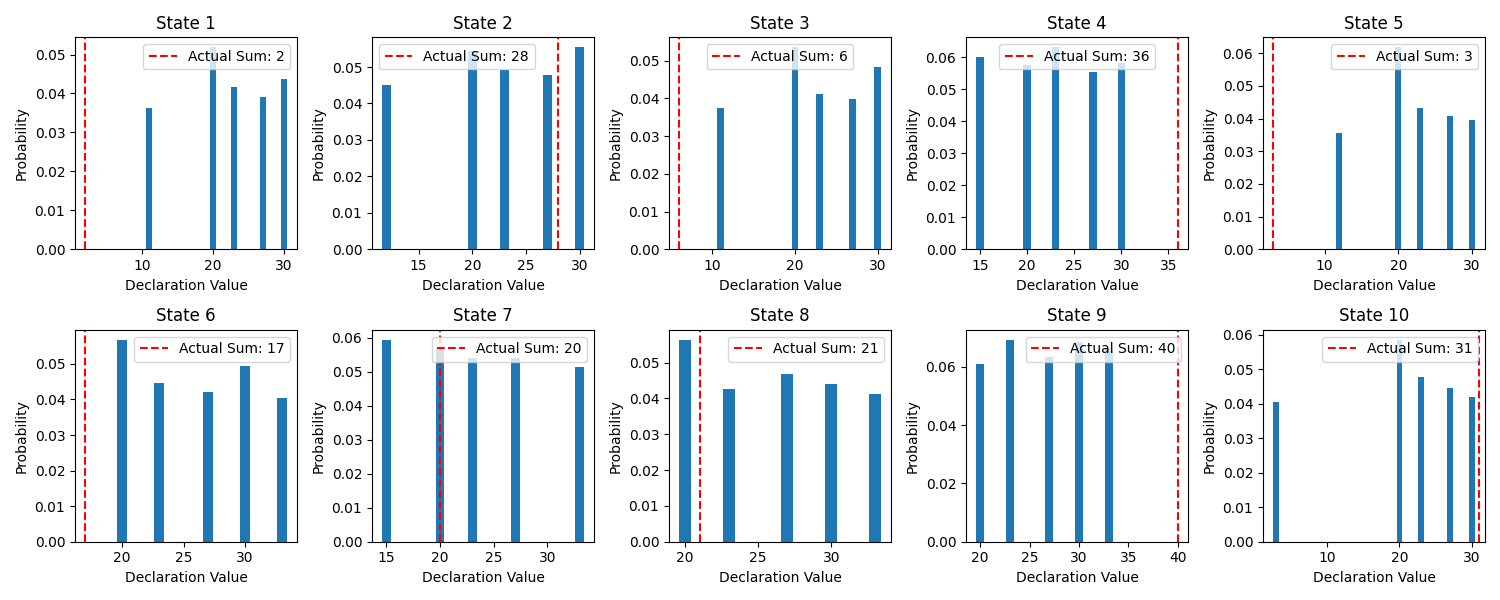 State 1
Actual Sum: 2
0.05
0.04
0.03
0.02
0.01
0.00
10
20
30
Probability
Declaration Value
State 2
Actual Sum: 28
0.05
0.04
0.03
0.02
0.01
0.00
15
20
25
30
Probability
Declaration Value
State 3
Actual Sum: 6
0.05
0.04
0.03
0.02
0.01
0.00
10
20
30
Probability
Declaration Value
State 4
Actual Sum: 36
0.06
0.05
0.04
0.03
0.02
0.01
0.00
15
20
25
30
35
Probability
Declaration Value
State 5
Actual Sum: 3
0.06
0.05
0.04
0.03
0.02
0.01
0.00
10
20
30
Probability
Declaration Value
State 6
Actual Sum: 17
0.05
0.04
0.03
0.02
0.01
0.00
20
25
30
Probability
Declaration Value
State 7
Actual Sum: 20
0.06
0.05
0.04
0.03
0.02
0.01
0.00
15
20
25
30
Probability
Declaration Value
State 8
Actual Sum: 21
0.05
0.04
0.03
0.02
0.01
0.00
20
25
30
Probability
Declaration Value
State 9
Actual Sum: 40
0.06
0.04
0.02
0.00
20
25
30
35
40
Probability
Declaration Value
State 10
Actual Sum: 31
0.06
0.05
0.04
0.03
0.02
0.01
0.00
10
20
30
Probability
Declaration Value